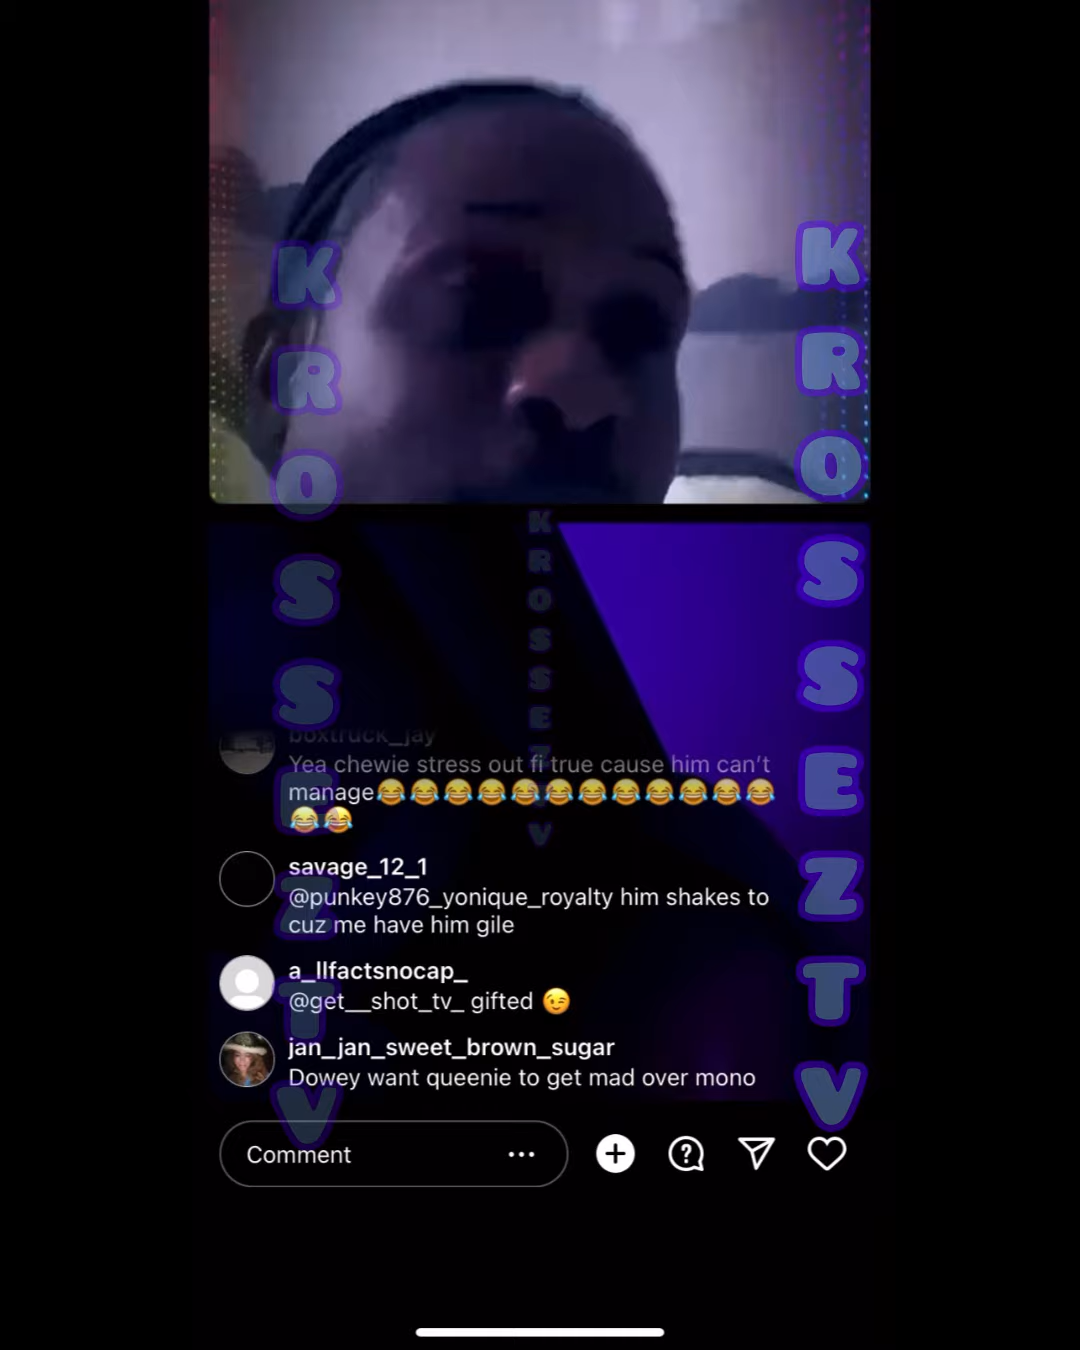 KROSSEZTV
KROSSEZTV
KROSSEZTV
boxtruck_jay
Yea chewie stress out fi true cause him can't
manage😂😂😂😂😂😂😂😂😂😂😂😂
😂😂
savage_12_1
@punkey876_yonique_royalty him shakes to
cuz me have him gile
a_llfactsnocap_
@get__shot_tv_ gifted 😉
jan_jan_sweet_brown_sugar
Dowey want queenie to get mad over mono
Comment